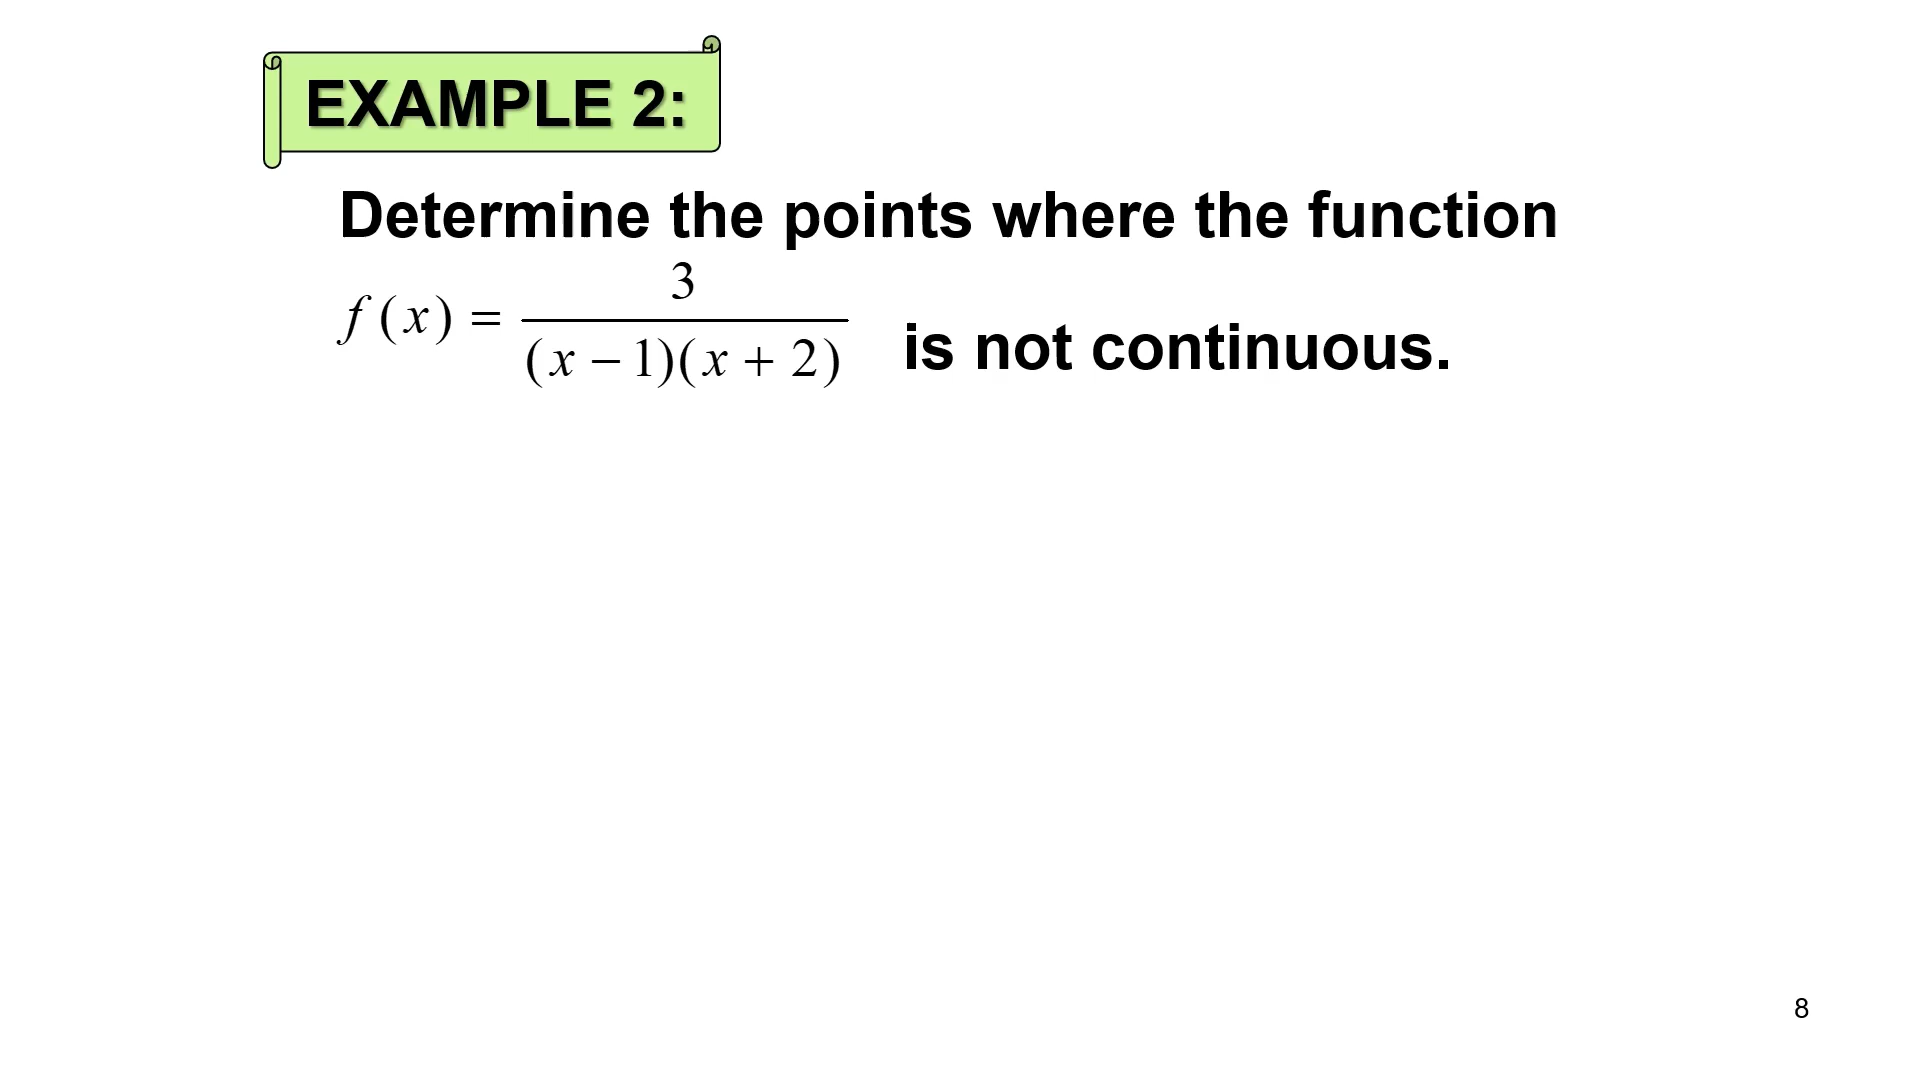 EXAMPLE 2:
Determine the points where the function
f(x) = 3 / (x − 1)(x + 2) is not continuous.
8